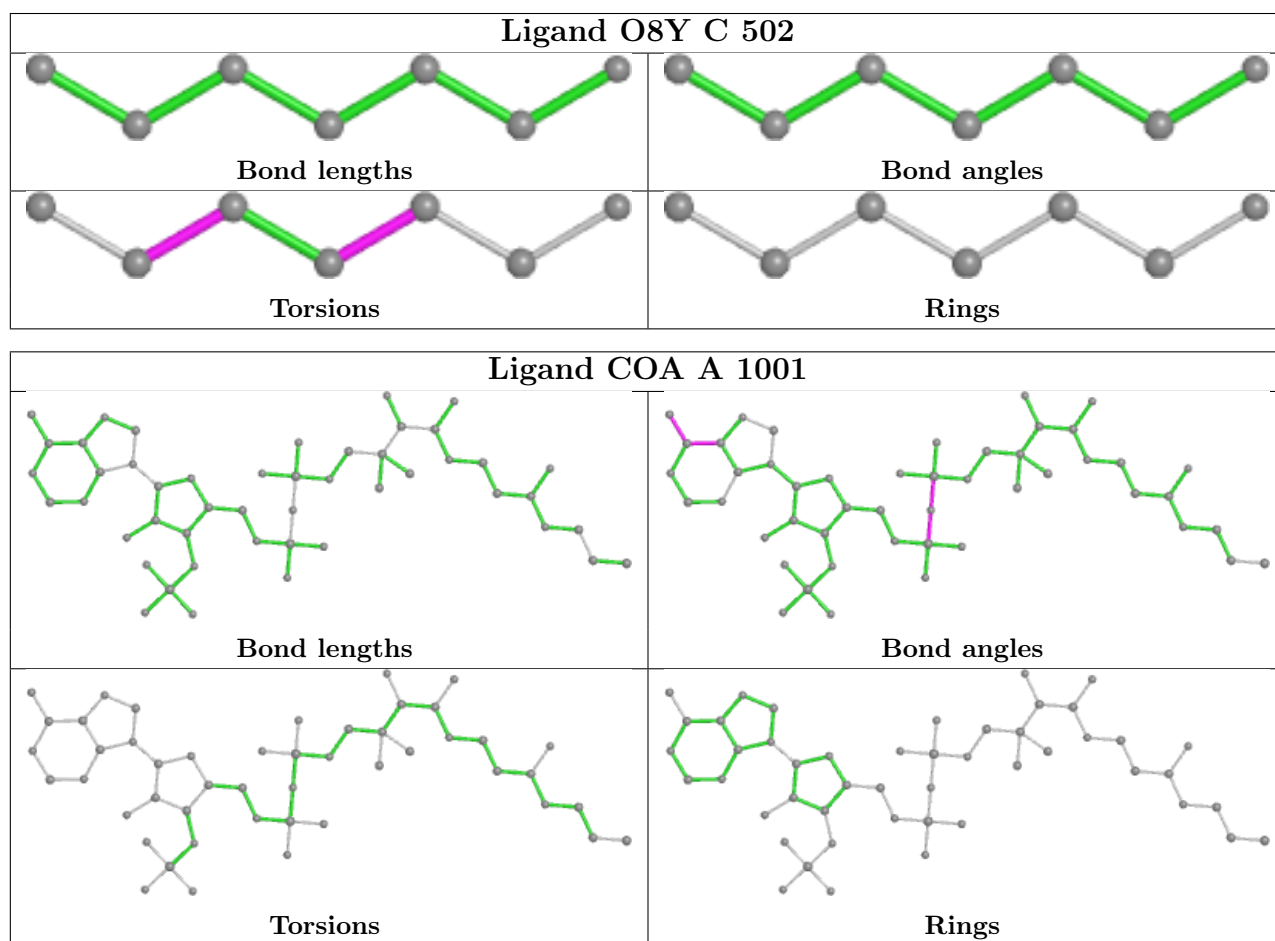 Ligand O8Y C 502
Bond lengths
Bond angles
Torsions
Rings
Ligand COA A 1001
Bond lengths
Bond angles
Torsions
Rings